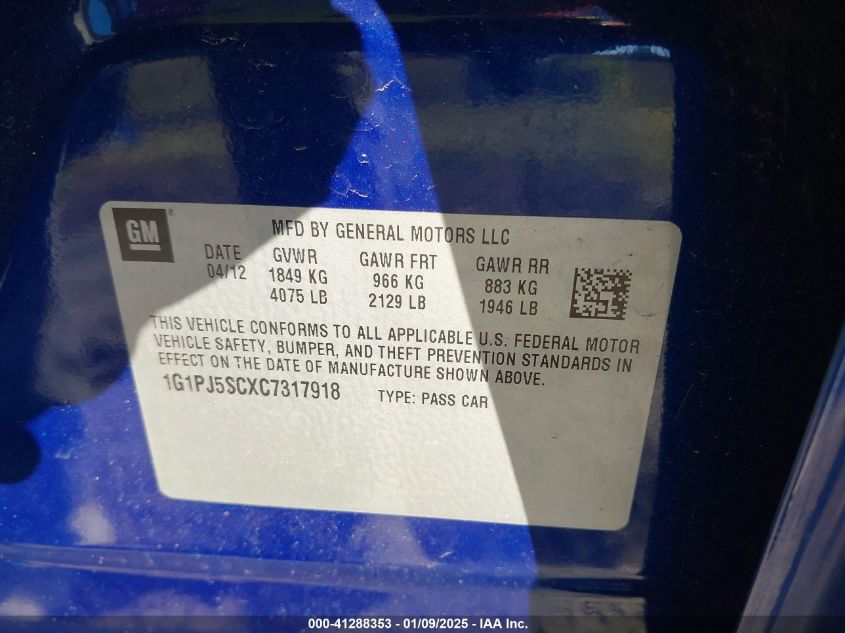 GM®
MFD BY GENERAL MOTORS LLC
DATE GVWR GAWR FRT GAWR RR
04/12 1849 KG 966 KG 883 KG
4075 LB 2129 LB 1946 LB
THIS VEHICLE CONFORMS TO ALL APPLICABLE U.S. FEDERAL MOTOR
VEHICLE SAFETY, BUMPER, AND THEFT PREVENTION STANDARDS IN
EFFECT ON THE DATE OF MANUFACTURE SHOWN ABOVE.
1G1PJ5SCXC7317918 TYPE: PASS CAR
000-41288353 - 01/09/2025 - IAA Inc.